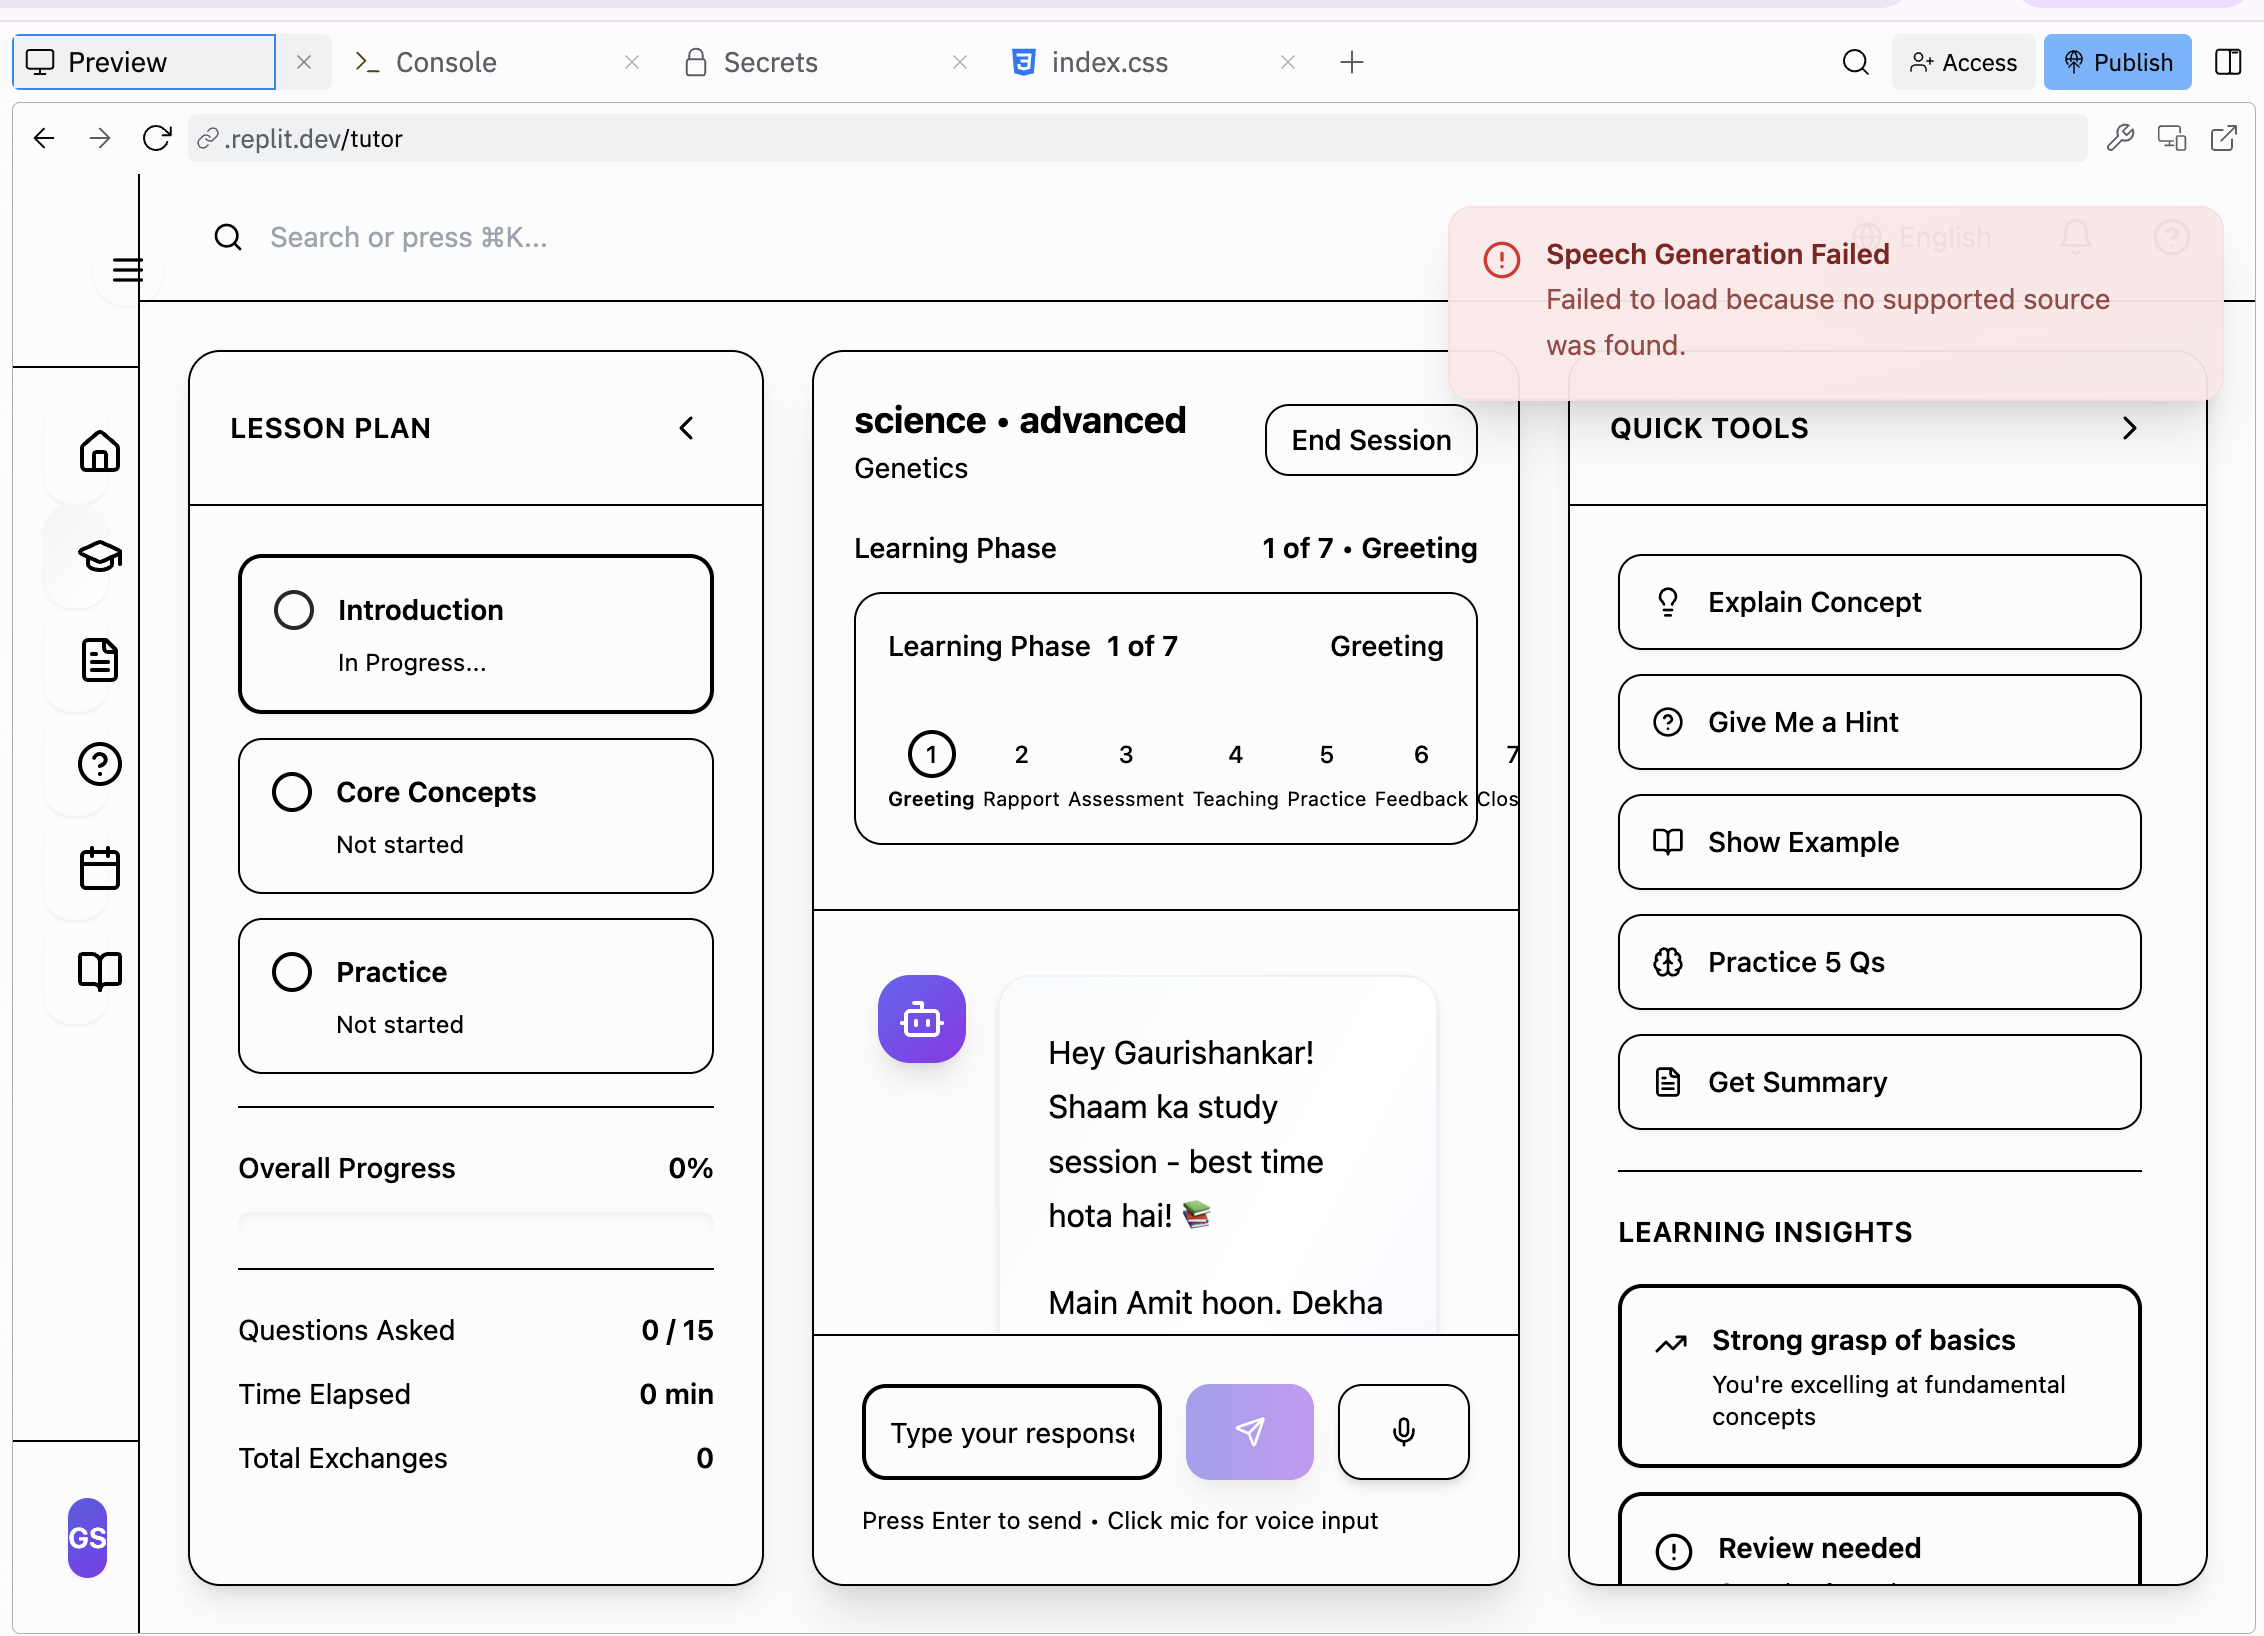 Preview
Console
Secrets
index.css
Access
Publish
.replit.dev/tutor
Search or press ⌘K...
English
Speech Generation Failed
Failed to load because no supported source
was found.
LESSON PLAN
Introduction
In Progress...
Core Concepts
Not started
Practice
Not started
Overall Progress 0%
Questions Asked 0 / 15
Time Elapsed 0 min
Total Exchanges 0
GS
science • advanced
Genetics
End Session
Learning Phase 1 of 7 • Greeting
Learning Phase 1 of 7 Greeting
1 2 3 4 5 6 7
Greeting Rapport Assessment Teaching Practice Feedback Clos
Hey Gaurishankar!
Shaam ka study
session - best time
hota hai! 📚
Main Amit hoon. Dekha
Type your response
Press Enter to send • Click mic for voice input
QUICK TOOLS
Explain Concept
Give Me a Hint
Show Example
Practice 5 Qs
Get Summary
LEARNING INSIGHTS
Strong grasp of basics
You're excelling at fundamental
concepts
Review needed